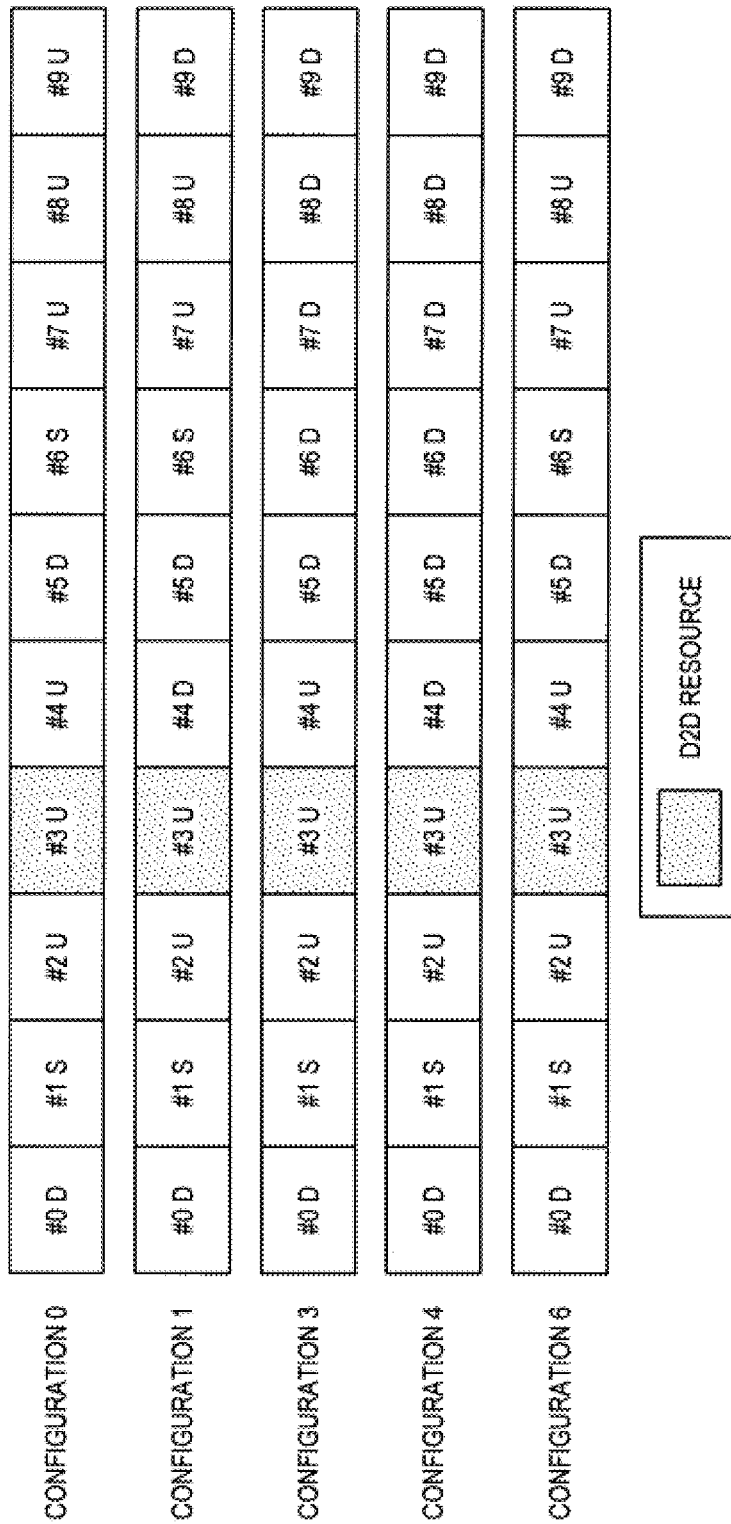 CONFIGURATION 0 #0 D #1 S #2 U #3 U #4 U #5 D #6 S #7 U #8 U #9 U
CONFIGURATION 1 #0 D #1 S #2 U #3 U #4 D #5 D #6 S #7 U #8 U #9 D
CONFIGURATION 3 #0 D #1 S #2 U #3 U #4 U #5 D #6 D #7 D #8 D #9 D
CONFIGURATION 4 #0 D #1 S #2 U #3 U #4 D #5 D #6 D #7 D #8 D #9 D
CONFIGURATION 6 #0 D #1 S #2 U #3 U #4 U #5 D #6 S #7 U #8 U #9 D
D2D RESOURCE